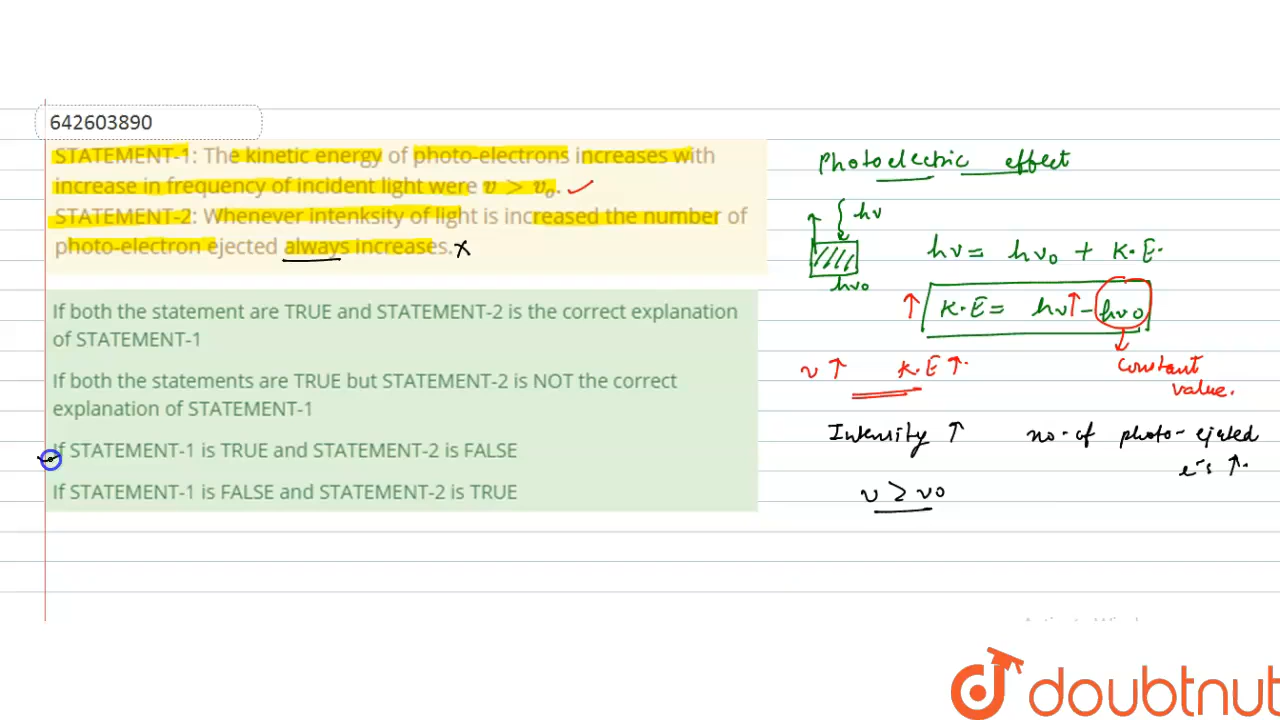 642603890
STATEMENT-1: The kinetic energy of photo-electrons increases with
increase in frequency of incident light were v > v₀. ✓
STATEMENT-2: Whenever intenksity of light is increased the number of
photo-electron ejected always increases. x
If both the statement are TRUE and STATEMENT-2 is the correct explanation
of STATEMENT-1
If both the statements are TRUE but STATEMENT-2 is NOT the correct
explanation of STATEMENT-1
If STATEMENT-1 is TRUE and STATEMENT-2 is FALSE
If STATEMENT-1 is FALSE and STATEMENT-2 is TRUE
Photoelectric effect
hν
hν₀
hν = hν₀ + K.E.
↑ K.E = hν↑ - hν₀
ν ↑ K.E ↑.
constant
value.
Intensity ↑ no. of photo-ejated
e⁻s ↑.
ν ≥ ν₀
doubtnut